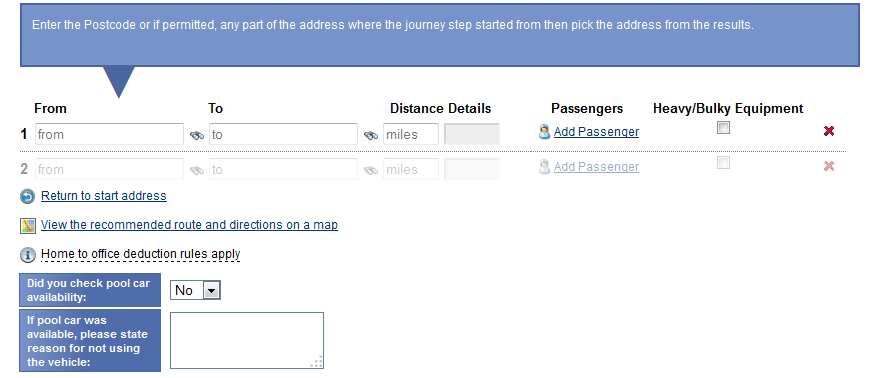 Enter the Postcode or if permitted, any part of the address where the journey step started from then pick the address from the results.
From To Distance Details Passengers Heavy/Bulky Equipment
1 from to miles Add Passenger
2 from to miles Add Passenger
Return to start address
View the recommended route and directions on a map
Home to office deduction rules apply
Did you check pool car
availability:
No
If pool car was
available, please state
reason for not using
the vehicle: